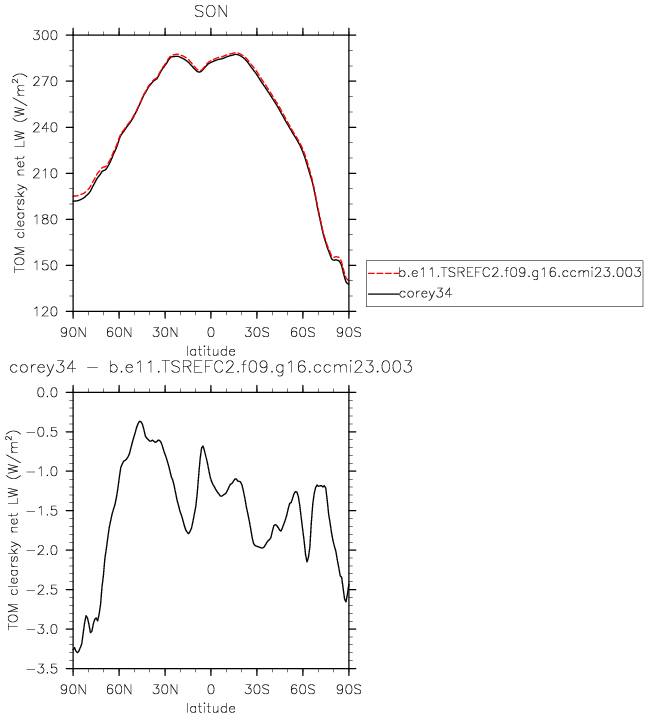 SON
TOM clearsky net LW (W/m²)
300
270
240
210
180
150
120
90N 60N 30N 0 30S 60S 90S
latitude
b.e11.TSREFC2.f09.g16.ccmi23.003
corey34
corey34 − b.e11.TSREFC2.f09.g16.ccmi23.003
TOM clearsky net LW (W/m²)
0.0
−0.5
−1.0
−1.5
−2.0
−2.5
−3.0
−3.5
90N 60N 30N 0 30S 60S 90S
latitude